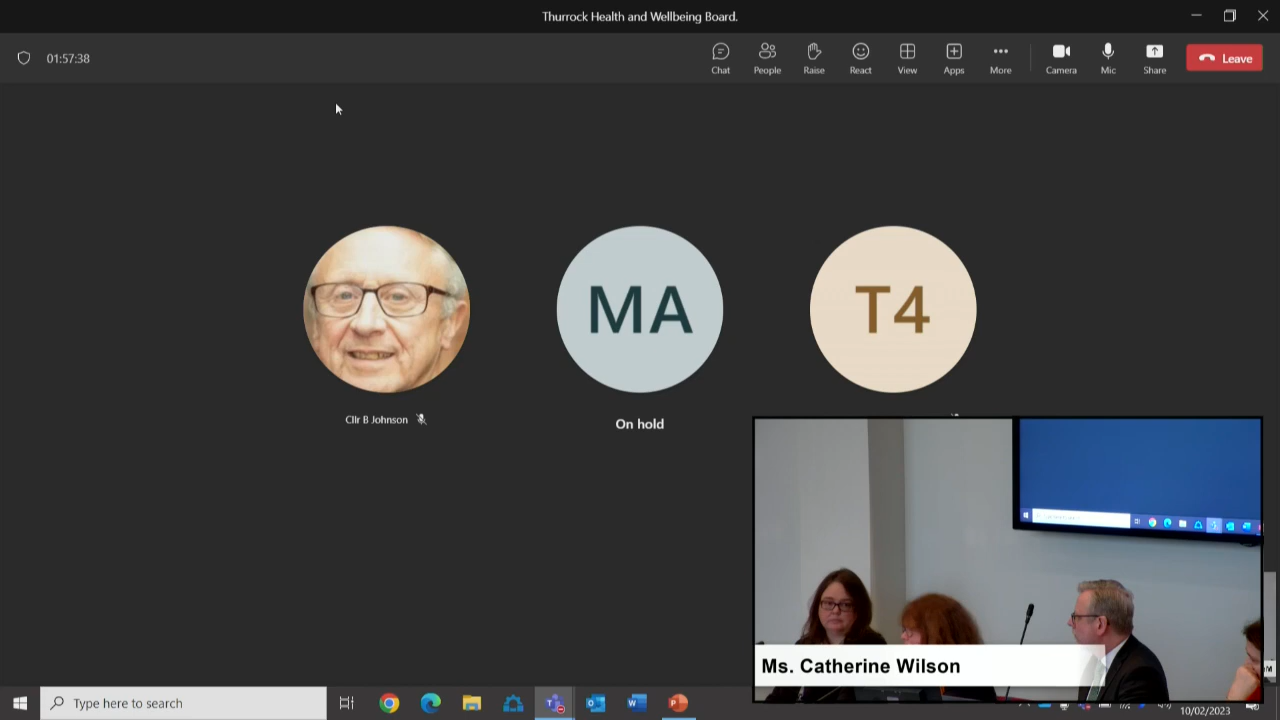 Thurrock Health and Wellbeing Board.
01:57:38
Chat
People
Raise
React
View
Apps
More
Camera
Mic
Share
Leave
MA
T4
Cllr B Johnson
On hold
Ms. Catherine Wilson
Type here to search
10/02/2023